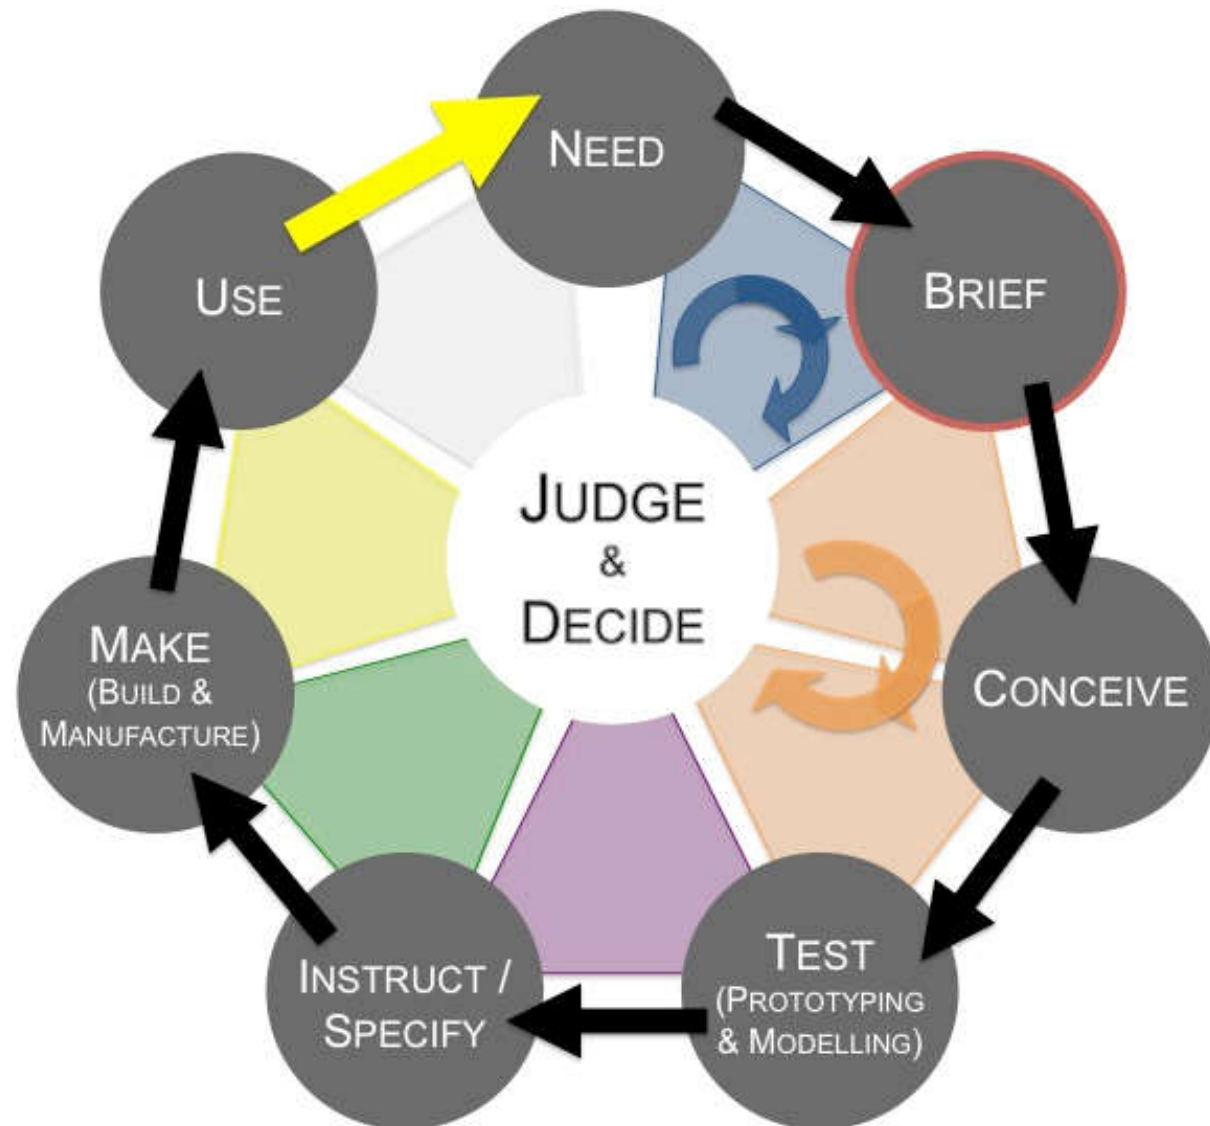 NEED
BRIEF
CONCEIVE
TEST
(PROTOTYPING
& MODELLING)
INSTRUCT /
SPECIFY
MAKE
(BUILD &
MANUFACTURE)
USE
JUDGE
&
DECIDE